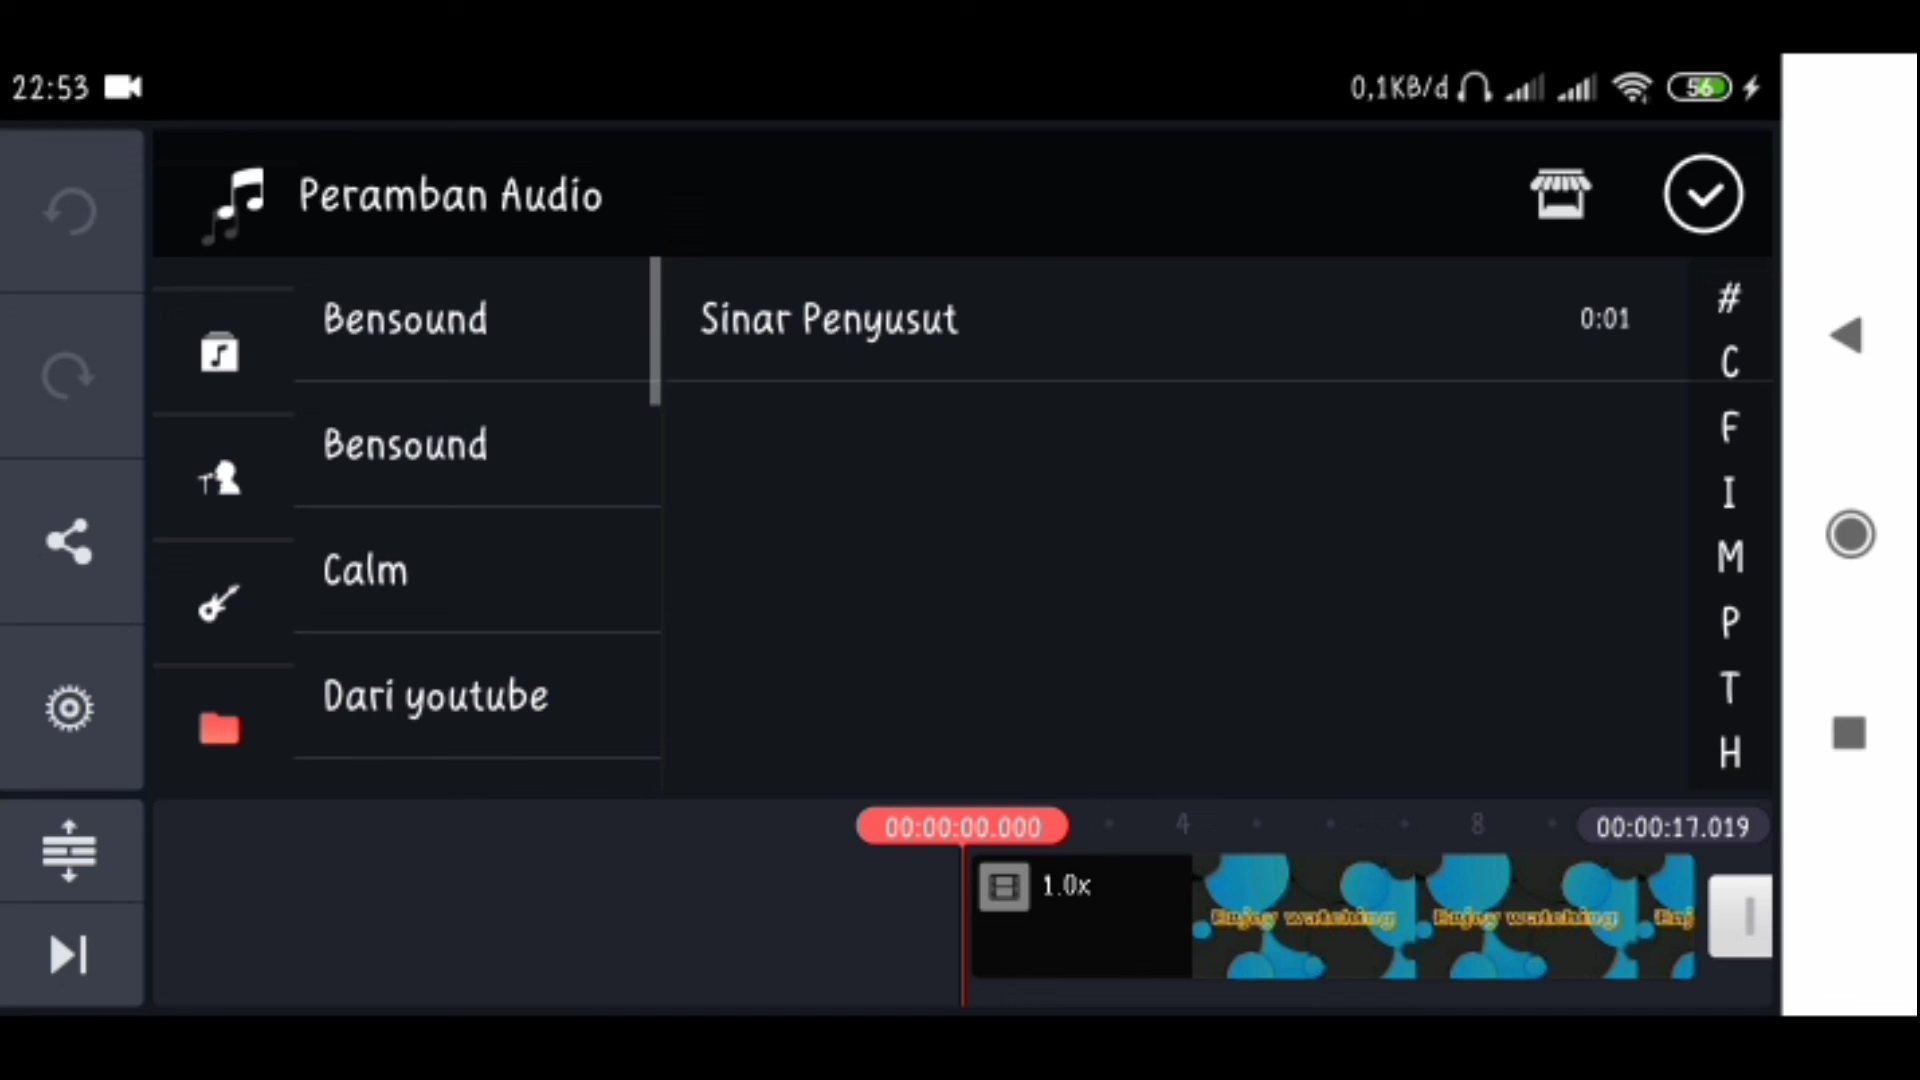 22:53
0,1KB/d
56
Peramban Audio
Bensound
Bensound
Calm
Dari youtube
Sinar Penyusut 0:01
#
C
F
I
M
P
T
H
00:00:00.000
4
8
00:00:17.019
1.0x
Enjoy watching Enjoy watching Enj